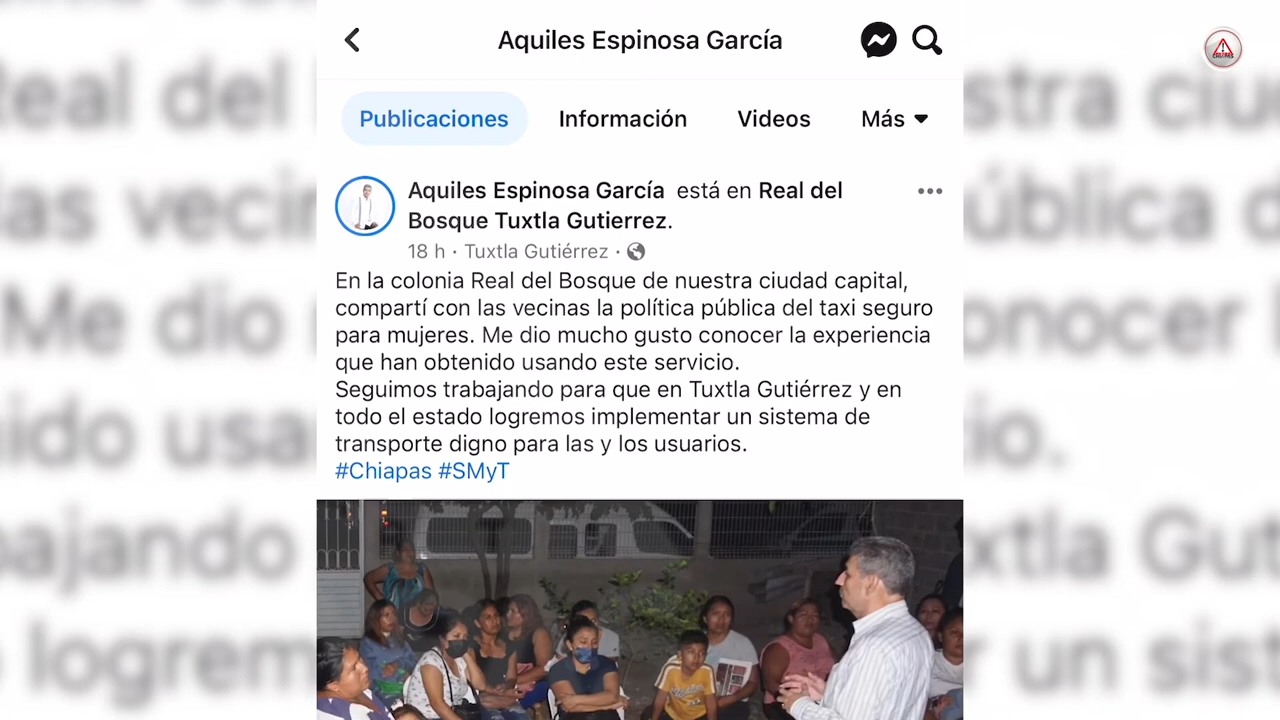 Aquiles Espinosa García
Publicaciones
Información
Videos
Más
Aquiles Espinosa García está en Real del
Bosque Tuxtla Gutierrez.
18 h · Tuxtla Gutiérrez ·
En la colonia Real del Bosque de nuestra ciudad capital,
compartí con las vecinas la política pública del taxi seguro
para mujeres. Me dio mucho gusto conocer la experiencia
que han obtenido usando este servicio.
Seguimos trabajando para que en Tuxtla Gutiérrez y en
todo el estado logremos implementar un sistema de
transporte digno para las y los usuarios.
#Chiapas #SMyT